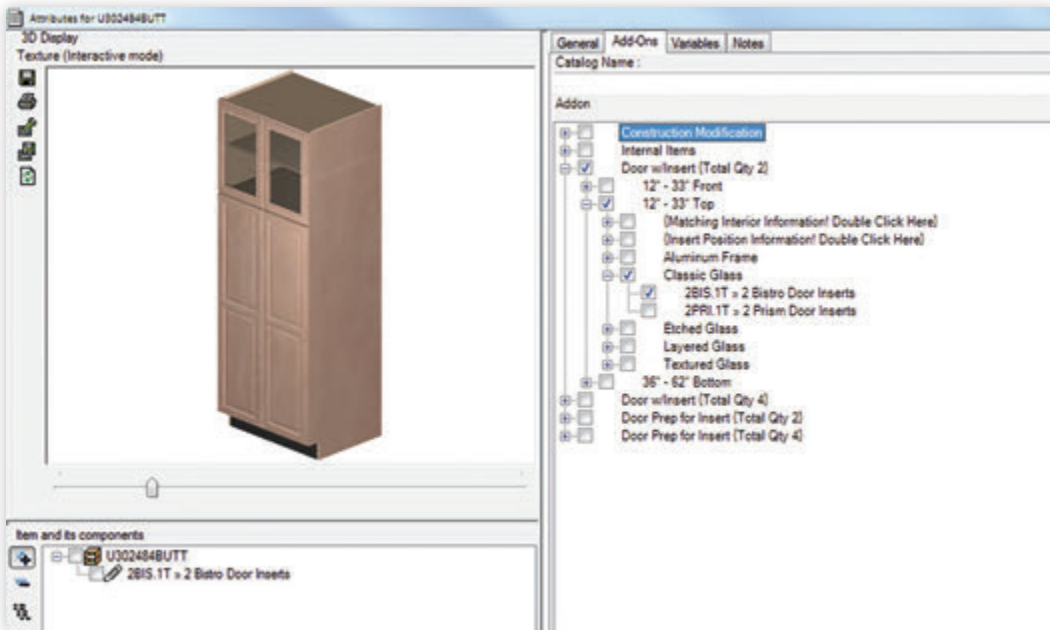 Attributes for U302484BUTT
3D Display
Texture (Interactive mode)
General Add-Ons Variables Notes
Catalog Name :
Addon
Construction Modification
Internal Items
Door w/Insert (Total Qty 2)
12" - 33" Front
12" - 33" Top
(Matching Interior Information! Double Click Here)
(Insert Position Information! Double Click Here)
Aluminum Frame
Classic Glass
2BIS.1T » 2 Bistro Door Inserts
2PRI.1T » 2 Prism Door Inserts
Etched Glass
Layered Glass
Textured Glass
36" - 62" Bottom
Door w/Insert (Total Qty 4)
Door Prep for Insert (Total Qty 2)
Door Prep for Insert (Total Qty 4)
Item and its components
U302484BUTT
2BIS.1T » 2 Bistro Door Inserts